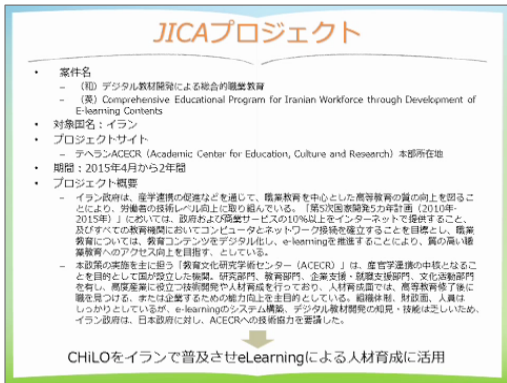 JICAプロジェクト
• 案件名
– （和）デジタル教材開発による総合的職業教育
– （英）Comprehensive Educational Program for Iranian Workforce through Development of
E-learning Contents
• 対象国名：イラン
• プロジェクトサイト
– テヘランACECR（Academic Center for Education, Culture and Research）本部所在地
• 期間：2015年4月から2年間
• プロジェクト概要
– イラン政府は、産学連携の促進などを通じて、職業教育を中心とした高等教育の質の向上を図るこ
とにより、労働者の技術レベル向上に取り組んでいる。「第5次国家開発5カ年計画（2010年-
2015年）」においては、政府および商業サービスの10%以上をインターネットで提供すること、
及びすべての教育機関においてコンピュータとネットワーク接続を確立することを目標とし、職業
教育については、教育コンテンツをデジタル化し、e-learningを推進することにより、質の高い職
業教育へのアクセス向上を目指す、としている。
– 本政策の実施を主に担う「教育文化研究学術センター（ACECR）」は、産官学連携の中核となるこ
とを目的として国が設立した機関。研究部門、教育部門、企業支援・就職支援部門、文化活動部門
を有し、高度産業に役立つ技術開発や人材育成を行っており、人材育成面では、高等教育修了後に
職を見つける、または企業するための能力向上を主目的としている。組織体制、財政面、人員は
しっかりとしているが、e-learningのシステム構築、デジタル教材開発の知見・技能は乏しいため、
イラン政府は、日本政府に対し、ACECRへの技術協力を要請した。
CHiLOをイランで普及させeLearningによる人材育成に活用